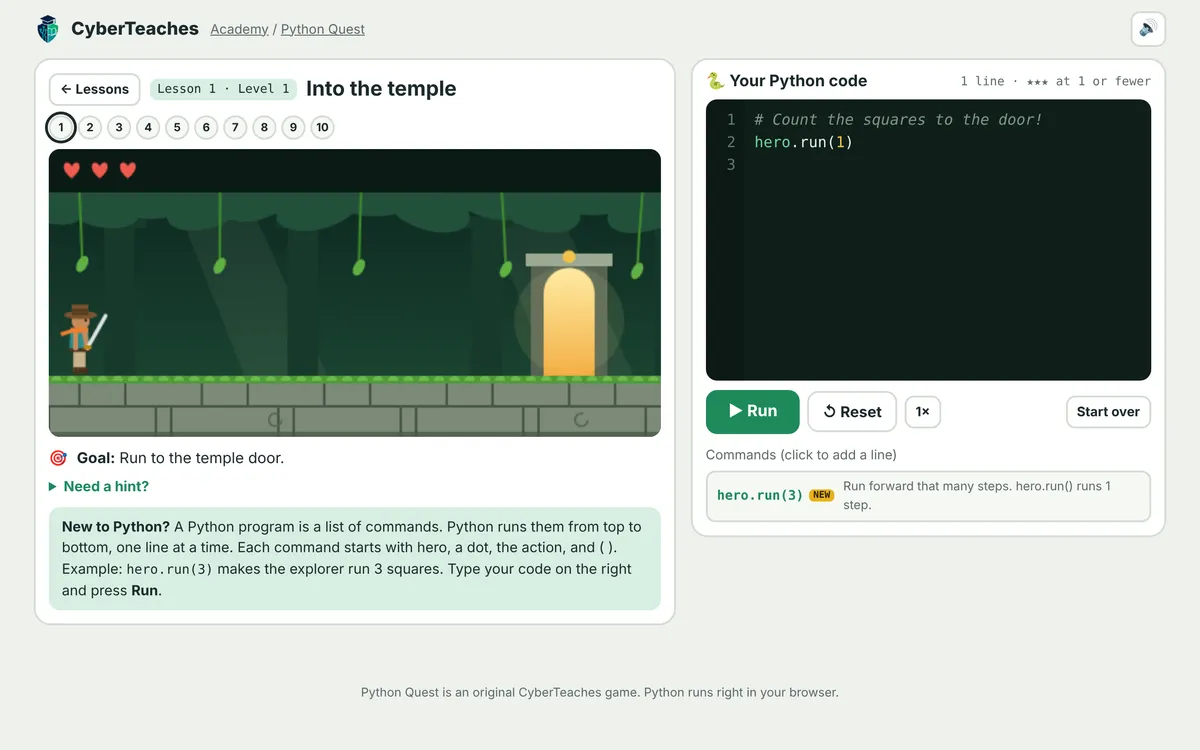 CyberTeaches Academy / Python Quest
← Lessons Lesson 1 · Level 1 Into the temple
1 2 3 4 5 6 7 8 9 10
🎯 Goal: Run to the temple door.
▶ Need a hint?
New to Python? A Python program is a list of commands. Python runs them from top to
bottom, one line at a time. Each command starts with hero, a dot, the action, and ( ).
Example: hero.run(3) makes the explorer run 3 squares. Type your code on the right
and press Run.
🐍 Your Python code 1 line · ★★★ at 1 or fewer
1 # Count the squares to the door!
2 hero.run(1)
3
▶ Run ↺ Reset 1× Start over
Commands (click to add a line)
hero.run(3) NEW Run forward that many steps. hero.run() runs 1
step.
Python Quest is an original CyberTeaches game. Python runs right in your browser.